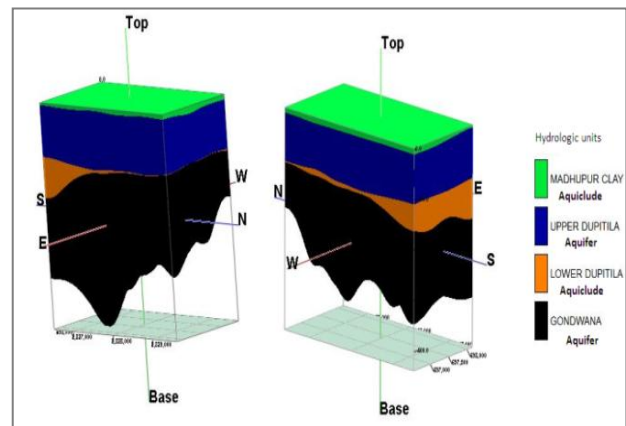 Top
Top
W
S
N
E
Base
N
E
W
S
Base
Hydrologic units
MADHUPUR CLAY
Aquiclude
UPPER DUPITILA
Aquifer
LOWER DUPITILA
Aquiclude
GONDWANA
Aquifer